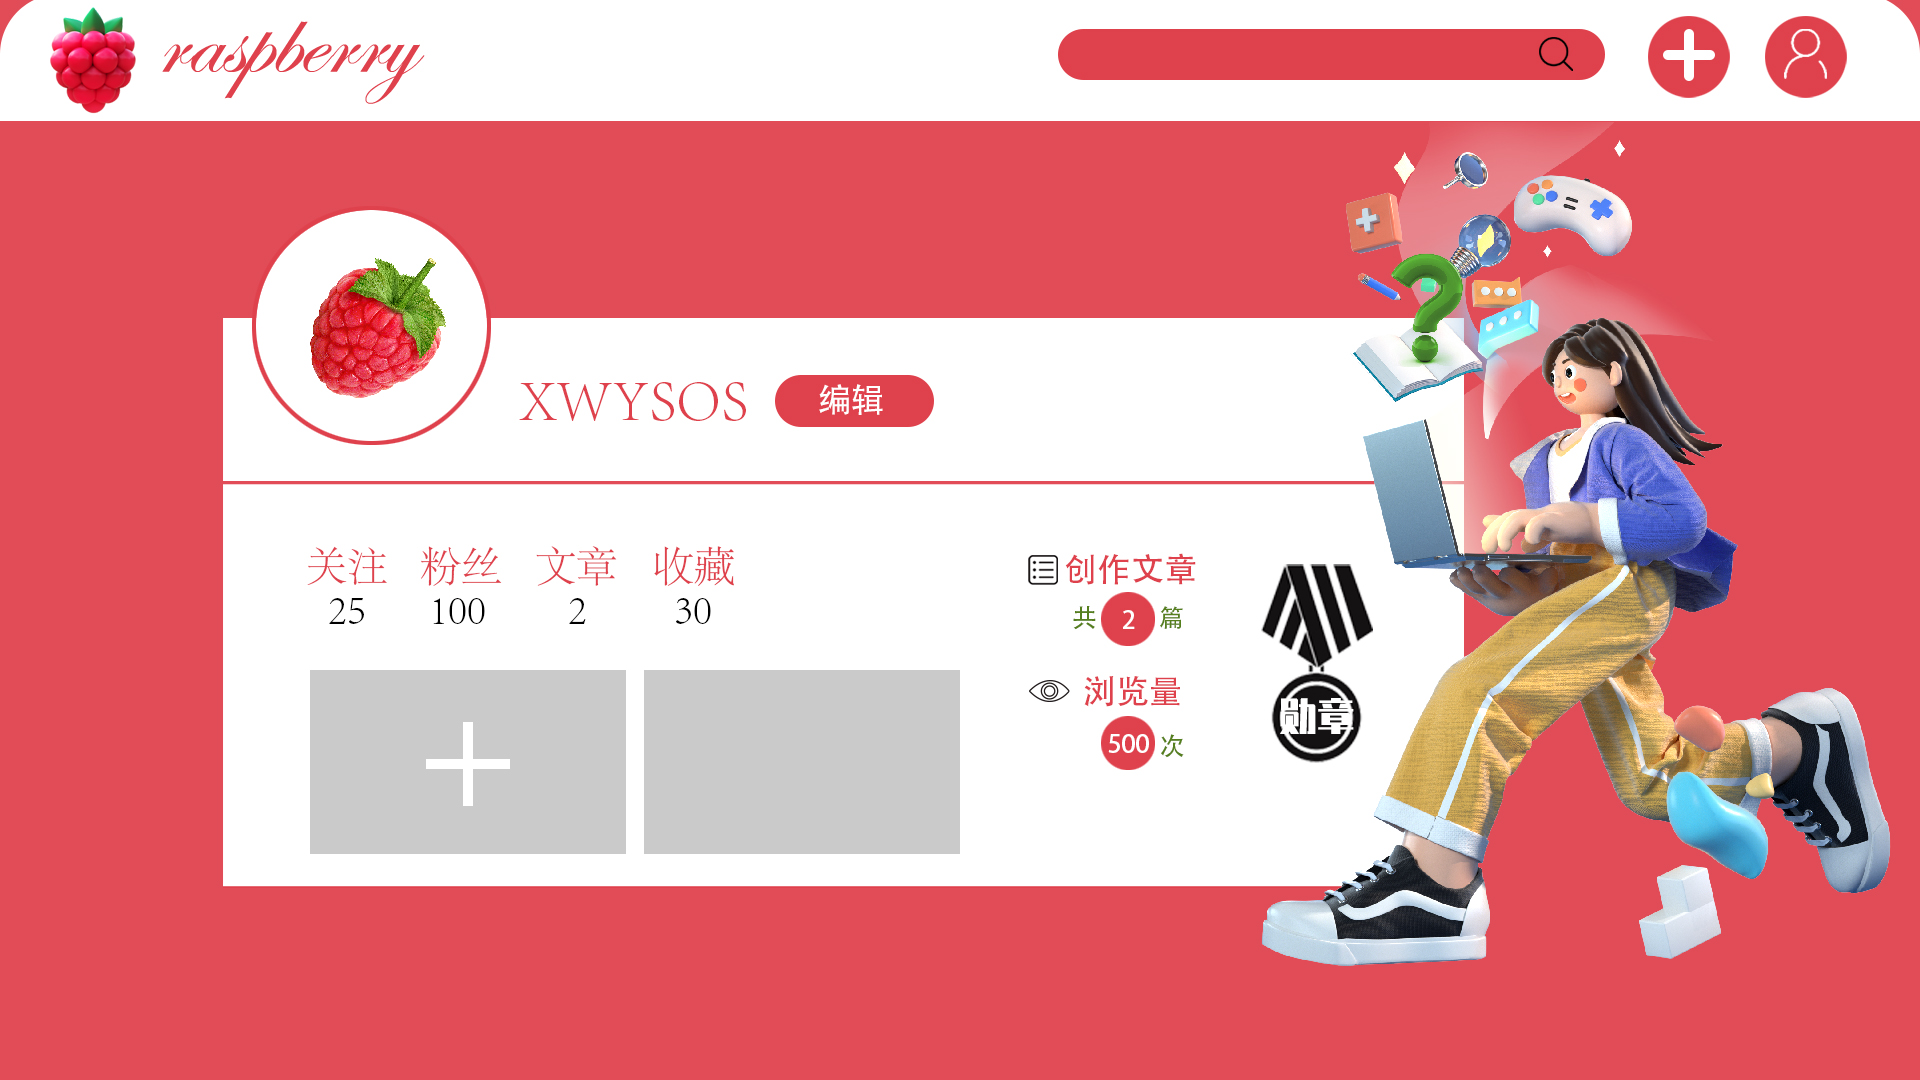 raspberry
XWYSOS 编辑
关注 粉丝 文章 收藏
25 100 2 30
创作文章
共 2 篇
浏览量
500 次
勋章